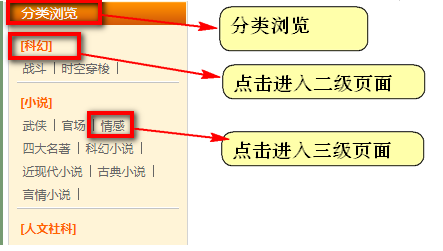 分类浏览
分类浏览
[科幻]
战斗 | 时空穿梭 |
点击进入二级页面
[小说]
武侠 | 官场 | 情感
四大名著 | 科幻小说 |
点击进入三级页面
近现代小说 | 古典小说 |
言情小说 |
[人文社科]